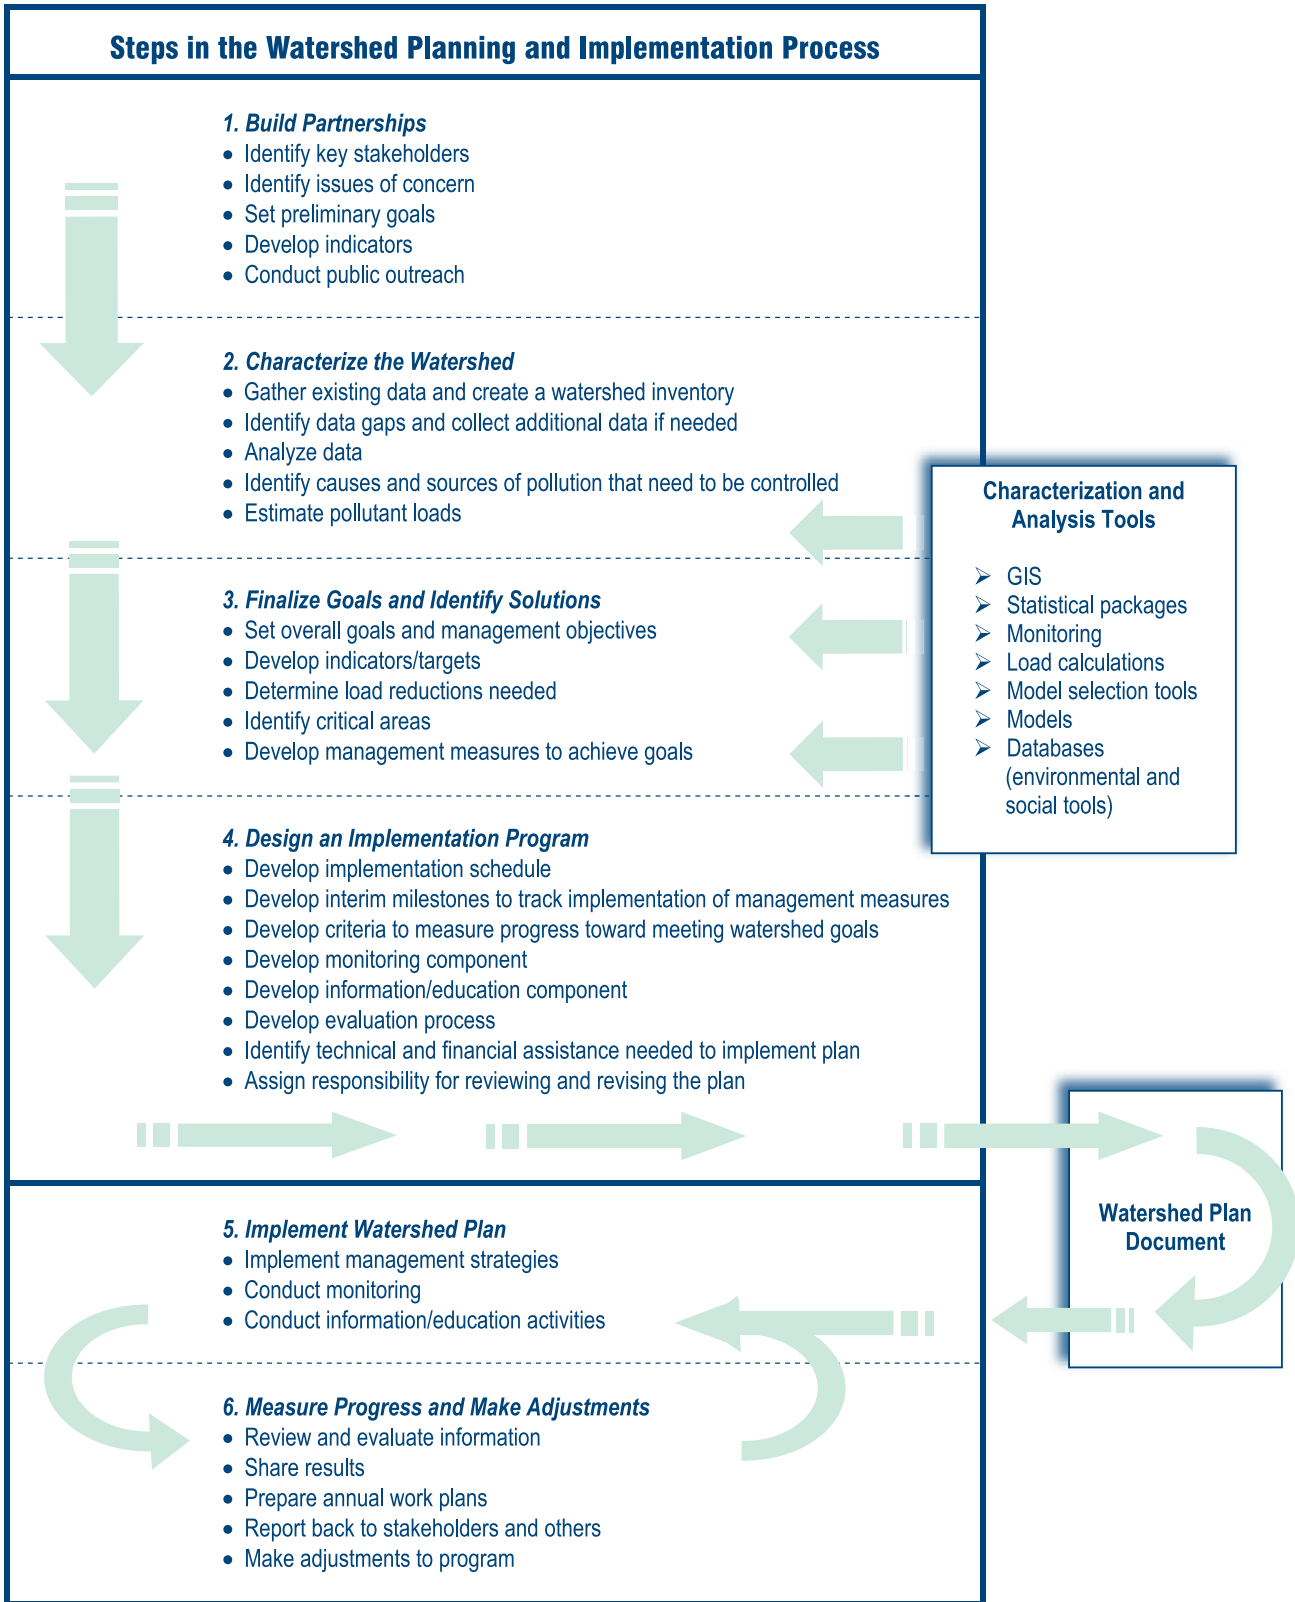 Steps in the Watershed Planning and Implementation Process
1. Build Partnerships
• Identify key stakeholders
• Identify issues of concern
• Set preliminary goals
• Develop indicators
• Conduct public outreach
2. Characterize the Watershed
• Gather existing data and create a watershed inventory
• Identify data gaps and collect additional data if needed
• Analyze data
• Identify causes and sources of pollution that need to be controlled
• Estimate pollutant loads
Characterization and
Analysis Tools
➢ GIS
➢ Statistical packages
➢ Monitoring
➢ Load calculations
➢ Model selection tools
➢ Models
➢ Databases
(environmental and
social tools)
3. Finalize Goals and Identify Solutions
• Set overall goals and management objectives
• Develop indicators/targets
• Determine load reductions needed
• Identify critical areas
• Develop management measures to achieve goals
4. Design an Implementation Program
• Develop implementation schedule
• Develop interim milestones to track implementation of management measures
• Develop criteria to measure progress toward meeting watershed goals
• Develop monitoring component
• Develop information/education component
• Develop evaluation process
• Identify technical and financial assistance needed to implement plan
• Assign responsibility for reviewing and revising the plan
Watershed Plan
Document
5. Implement Watershed Plan
• Implement management strategies
• Conduct monitoring
• Conduct information/education activities
6. Measure Progress and Make Adjustments
• Review and evaluate information
• Share results
• Prepare annual work plans
• Report back to stakeholders and others
• Make adjustments to program